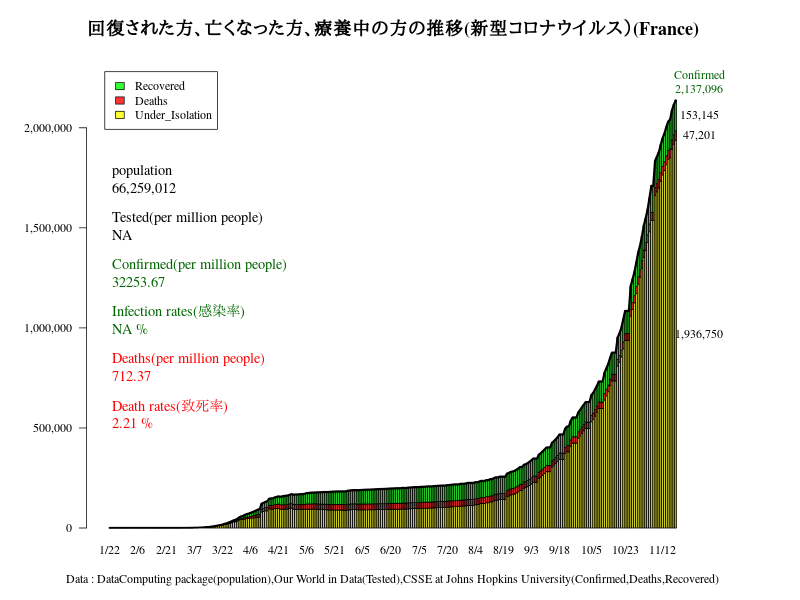 回復された方、亡くなった方、療養中の方の推移(新型コロナウイルス）(France)
Recovered
Deaths
Under_Isolation
Confirmed
2,137,096
153,145
47,201
1,936,750
population
66,259,012
Tested(per million people)
NA
Confirmed(per million people)
32253.67
Infection rates(感染率)
NA %
Deaths(per million people)
712.37
Death rates(致死率)
2.21 %
2,000,000
1,500,000
1,000,000
500,000
0
1/22 2/6 2/21 3/7 3/22 4/6 4/21 5/6 5/21 6/5 6/20 7/5 7/20 8/4 8/19 9/3 9/18 10/5 10/23 11/12
Data : DataComputing package(population),Our World in Data(Tested),CSSE at Johns Hopkins University(Confirmed,Deaths,Recovered)